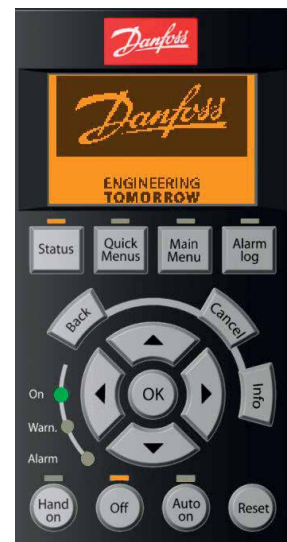 Danfoss
Danfoss
ENGINEERING
TOMORROW
Status
Quick
Menus
Main
Menu
Alarm
log
Back
Cancel
Info
OK
On
Warn.
Alarm
Hand
on
Off
Auto
on
Reset